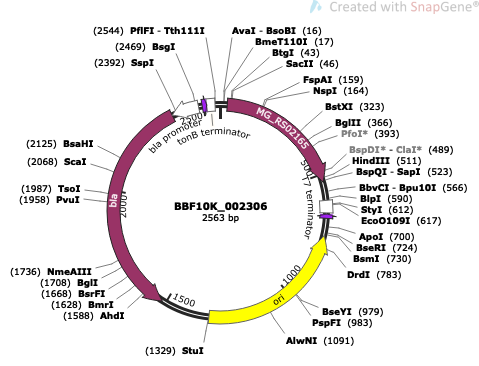 Created with SnapGene®
(2544) PflFI - Tth111I
(2469) BsgI
(2392) SspI
AvaI - BsoBI (16)
BmeT110I (17)
BtgI (43)
SacII (46)
FspAI (159)
NspI (164)
BstXI (323)
BglII (366)
PfoI* (393)
BspDI* - ClaI* (489)
HindIII (511)
BspQI - SapI (523)
BbvCI - Bpu10I (566)
BlpI (590)
StyI (612)
EcoO109I (617)
ApoI (700)
BseRI (724)
BsmI (730)
DrdI (783)
BseYI (979)
PspFI (983)
AlwNI (1091)
(1329) StuI
(1588) AhdI
(1628) BmrI
(1668) BsrFI
(1708) BglI
(1736) NmeAIII
(1958) PvuI
(1987) TsoI
(2068) ScaI
(2125) BsaHI
bla promoter
tonB terminator
MG_RS02165
T7 terminator
ori
bla
500
1000
1500
2000
2500
BBF10K_002306
2563 bp